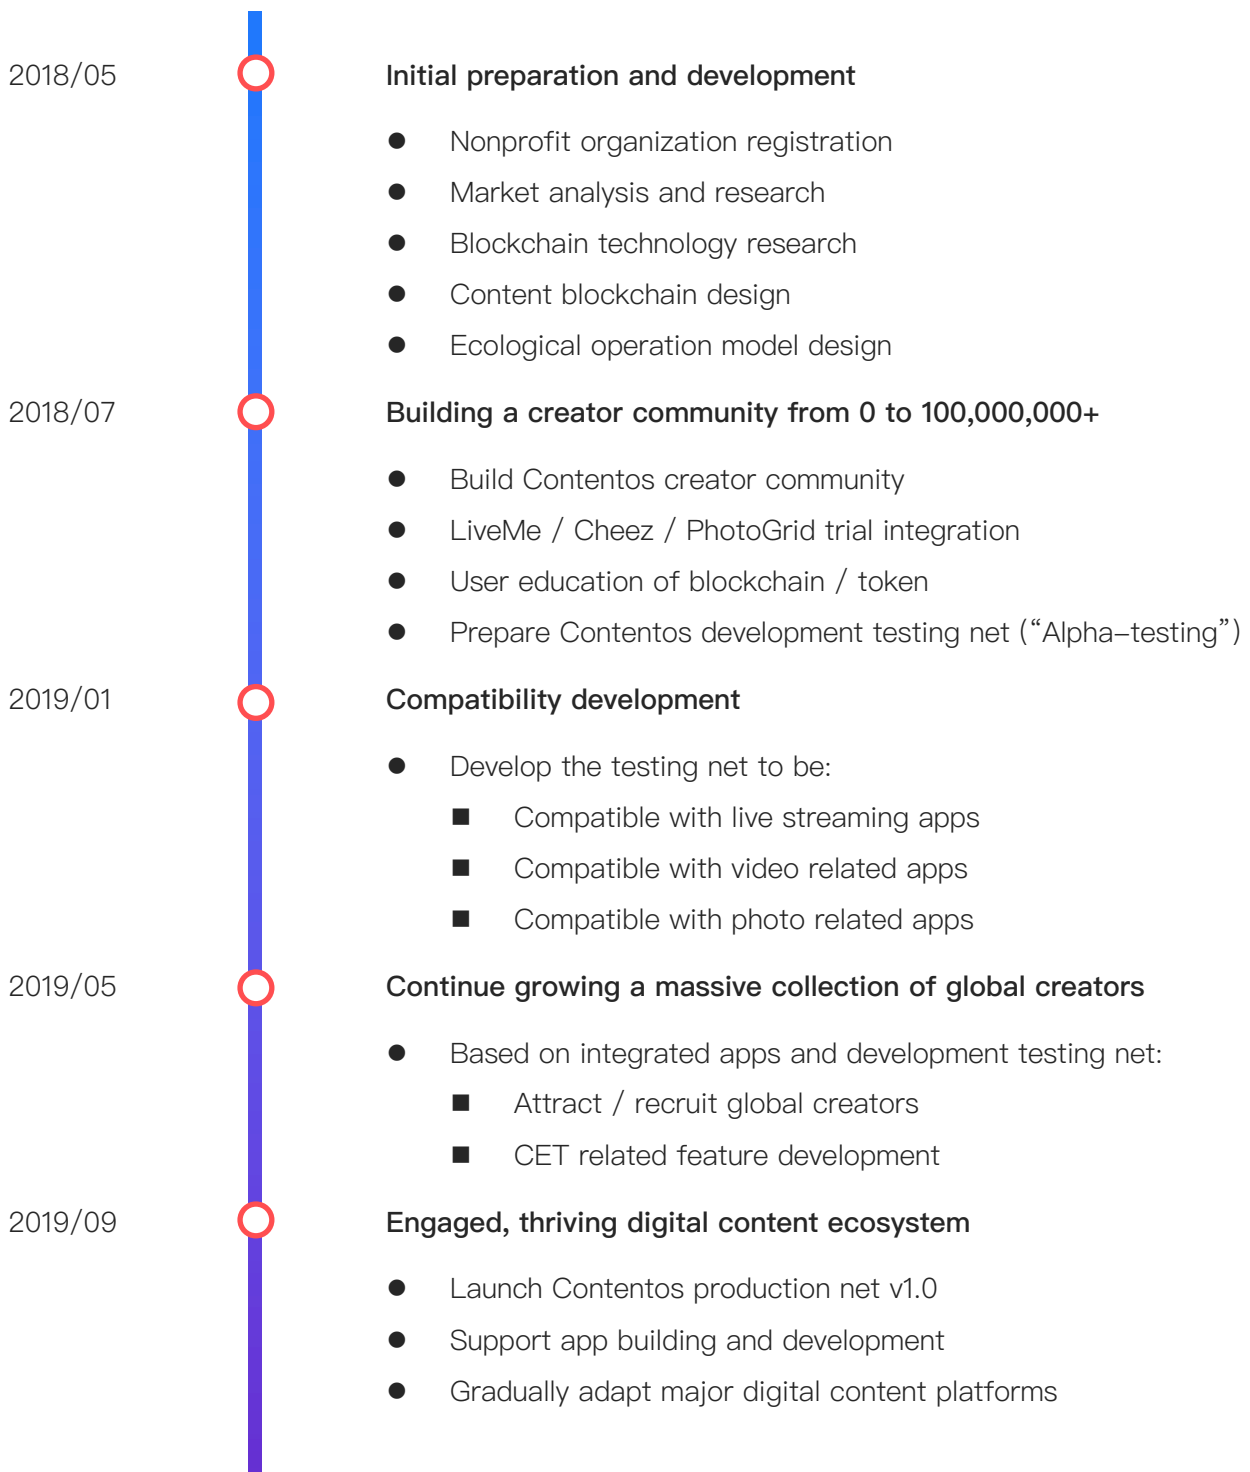 2018/05 Initial preparation and development
● Nonprofit organization registration
● Market analysis and research
● Blockchain technology research
● Content blockchain design
● Ecological operation model design
2018/07 Building a creator community from 0 to 100,000,000+
● Build Contentos creator community
● LiveMe / Cheez / PhotoGrid trial integration
● User education of blockchain / token
● Prepare Contentos development testing net (“Alpha–testing”)
2019/01 Compatibility development
● Develop the testing net to be:
■ Compatible with live streaming apps
■ Compatible with video related apps
■ Compatible with photo related apps
2019/05 Continue growing a massive collection of global creators
● Based on integrated apps and development testing net:
■ Attract / recruit global creators
■ CET related feature development
2019/09 Engaged, thriving digital content ecosystem
● Launch Contentos production net v1.0
● Support app building and development
● Gradually adapt major digital content platforms